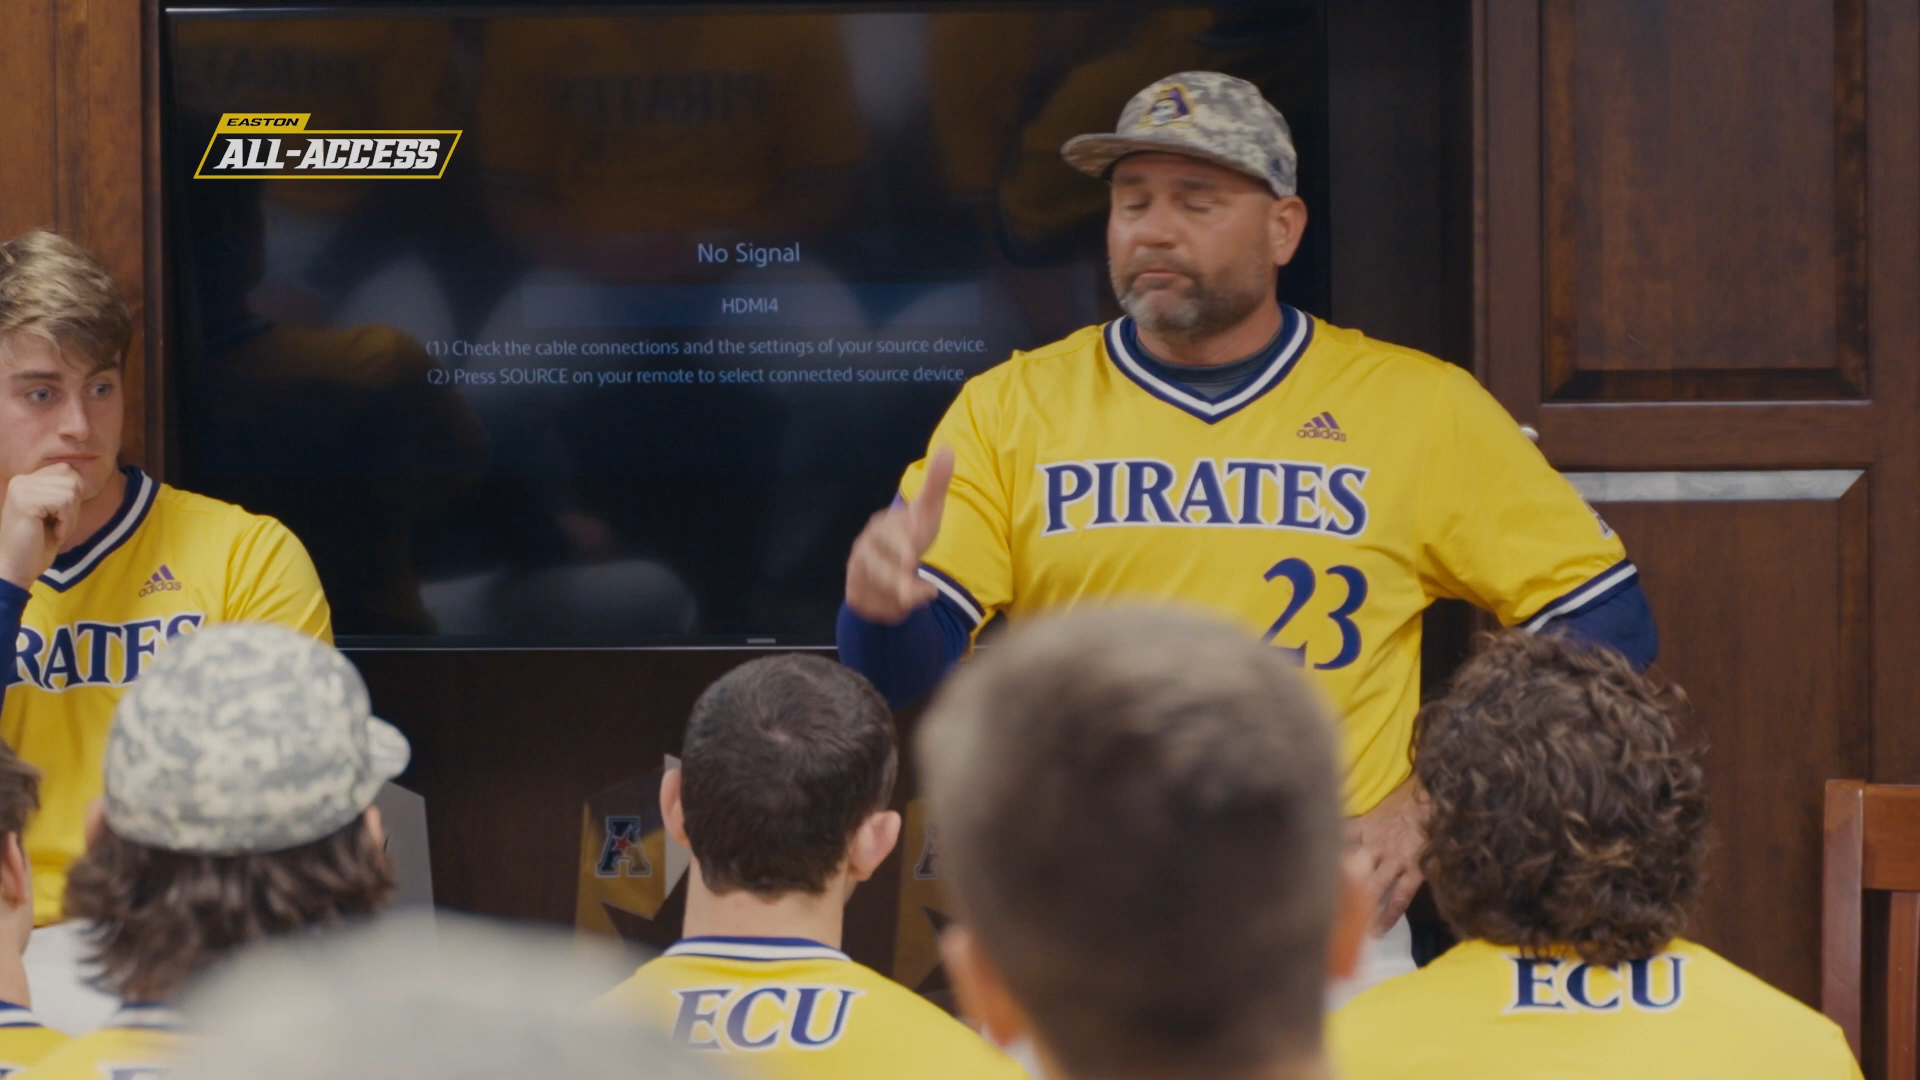 EASTON
ALL-ACCESS
No Signal
HDMI4
(1) Check the cable connections and the settings of your source device.
(2) Press SOURCE on your remote to select connected source device.
adidas
PIRATES
23
adidas
RATES
ECU
ECU